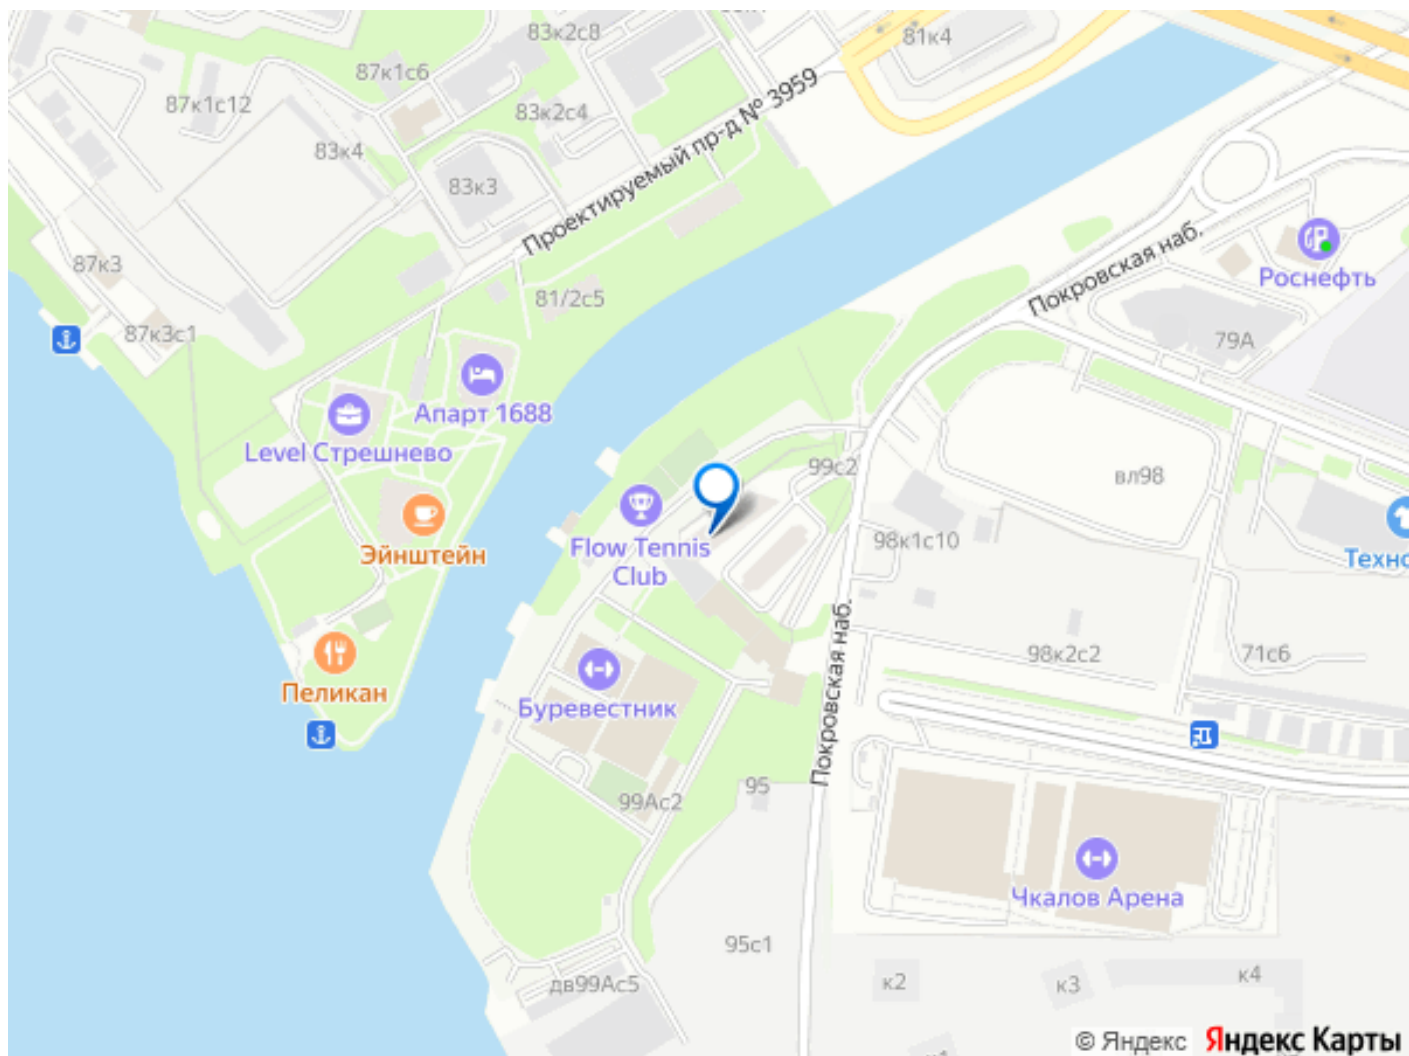 83к2с8
81к4
87к1с6
87к1с12
83к2с4
83к4
83к3
Проектируемый пр-д № 3959
Покровская наб.
Роснефть
87к3
81/2с5
87к3с1
79А
Апарт 1688
Level Стрешнево
99с2
вл98
Эйнштейн
Flow Tennis
Club
98к1с10
Покровская наб.
98к2с2
71с6
Пеликан
Буревестник
95
99Ас2
Чкалов Арена
95с1
дв99Ас5
к2
к3
к4
© Яндекс
Яндекс Карты